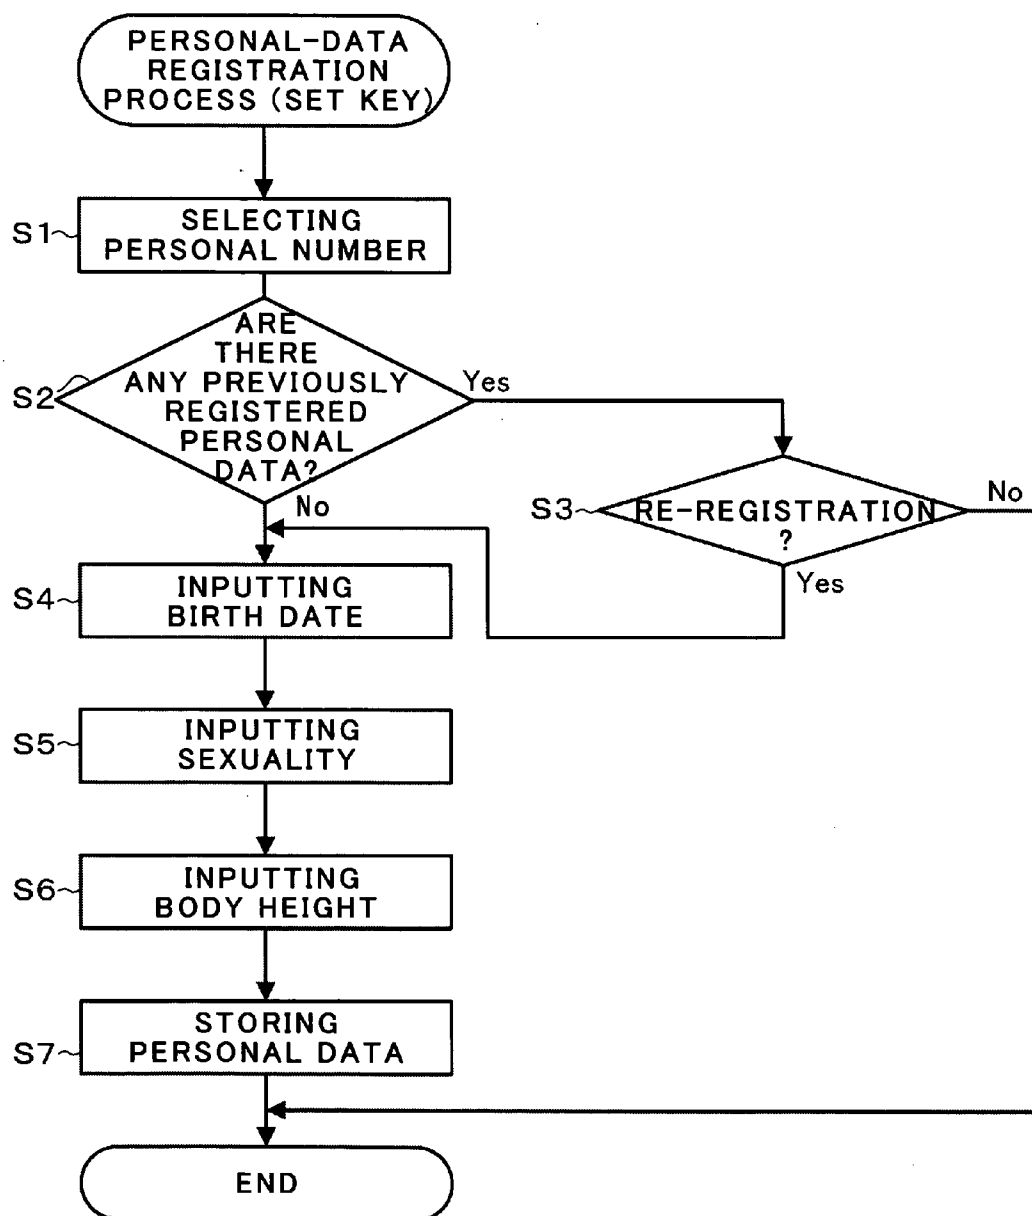 PERSONAL-DATA
REGISTRATION
PROCESS (SET KEY)
S1
SELECTING
PERSONAL NUMBER
S2
ARE
THERE
ANY PREVIOUSLY
REGISTERED
PERSONAL
DATA?
Yes
No
S3
RE-REGISTRATION
?
No
Yes
S4
INPUTTING
BIRTH DATE
S5
INPUTTING
SEXUALITY
S6
INPUTTING
BODY HEIGHT
S7
STORING
PERSONAL DATA
END